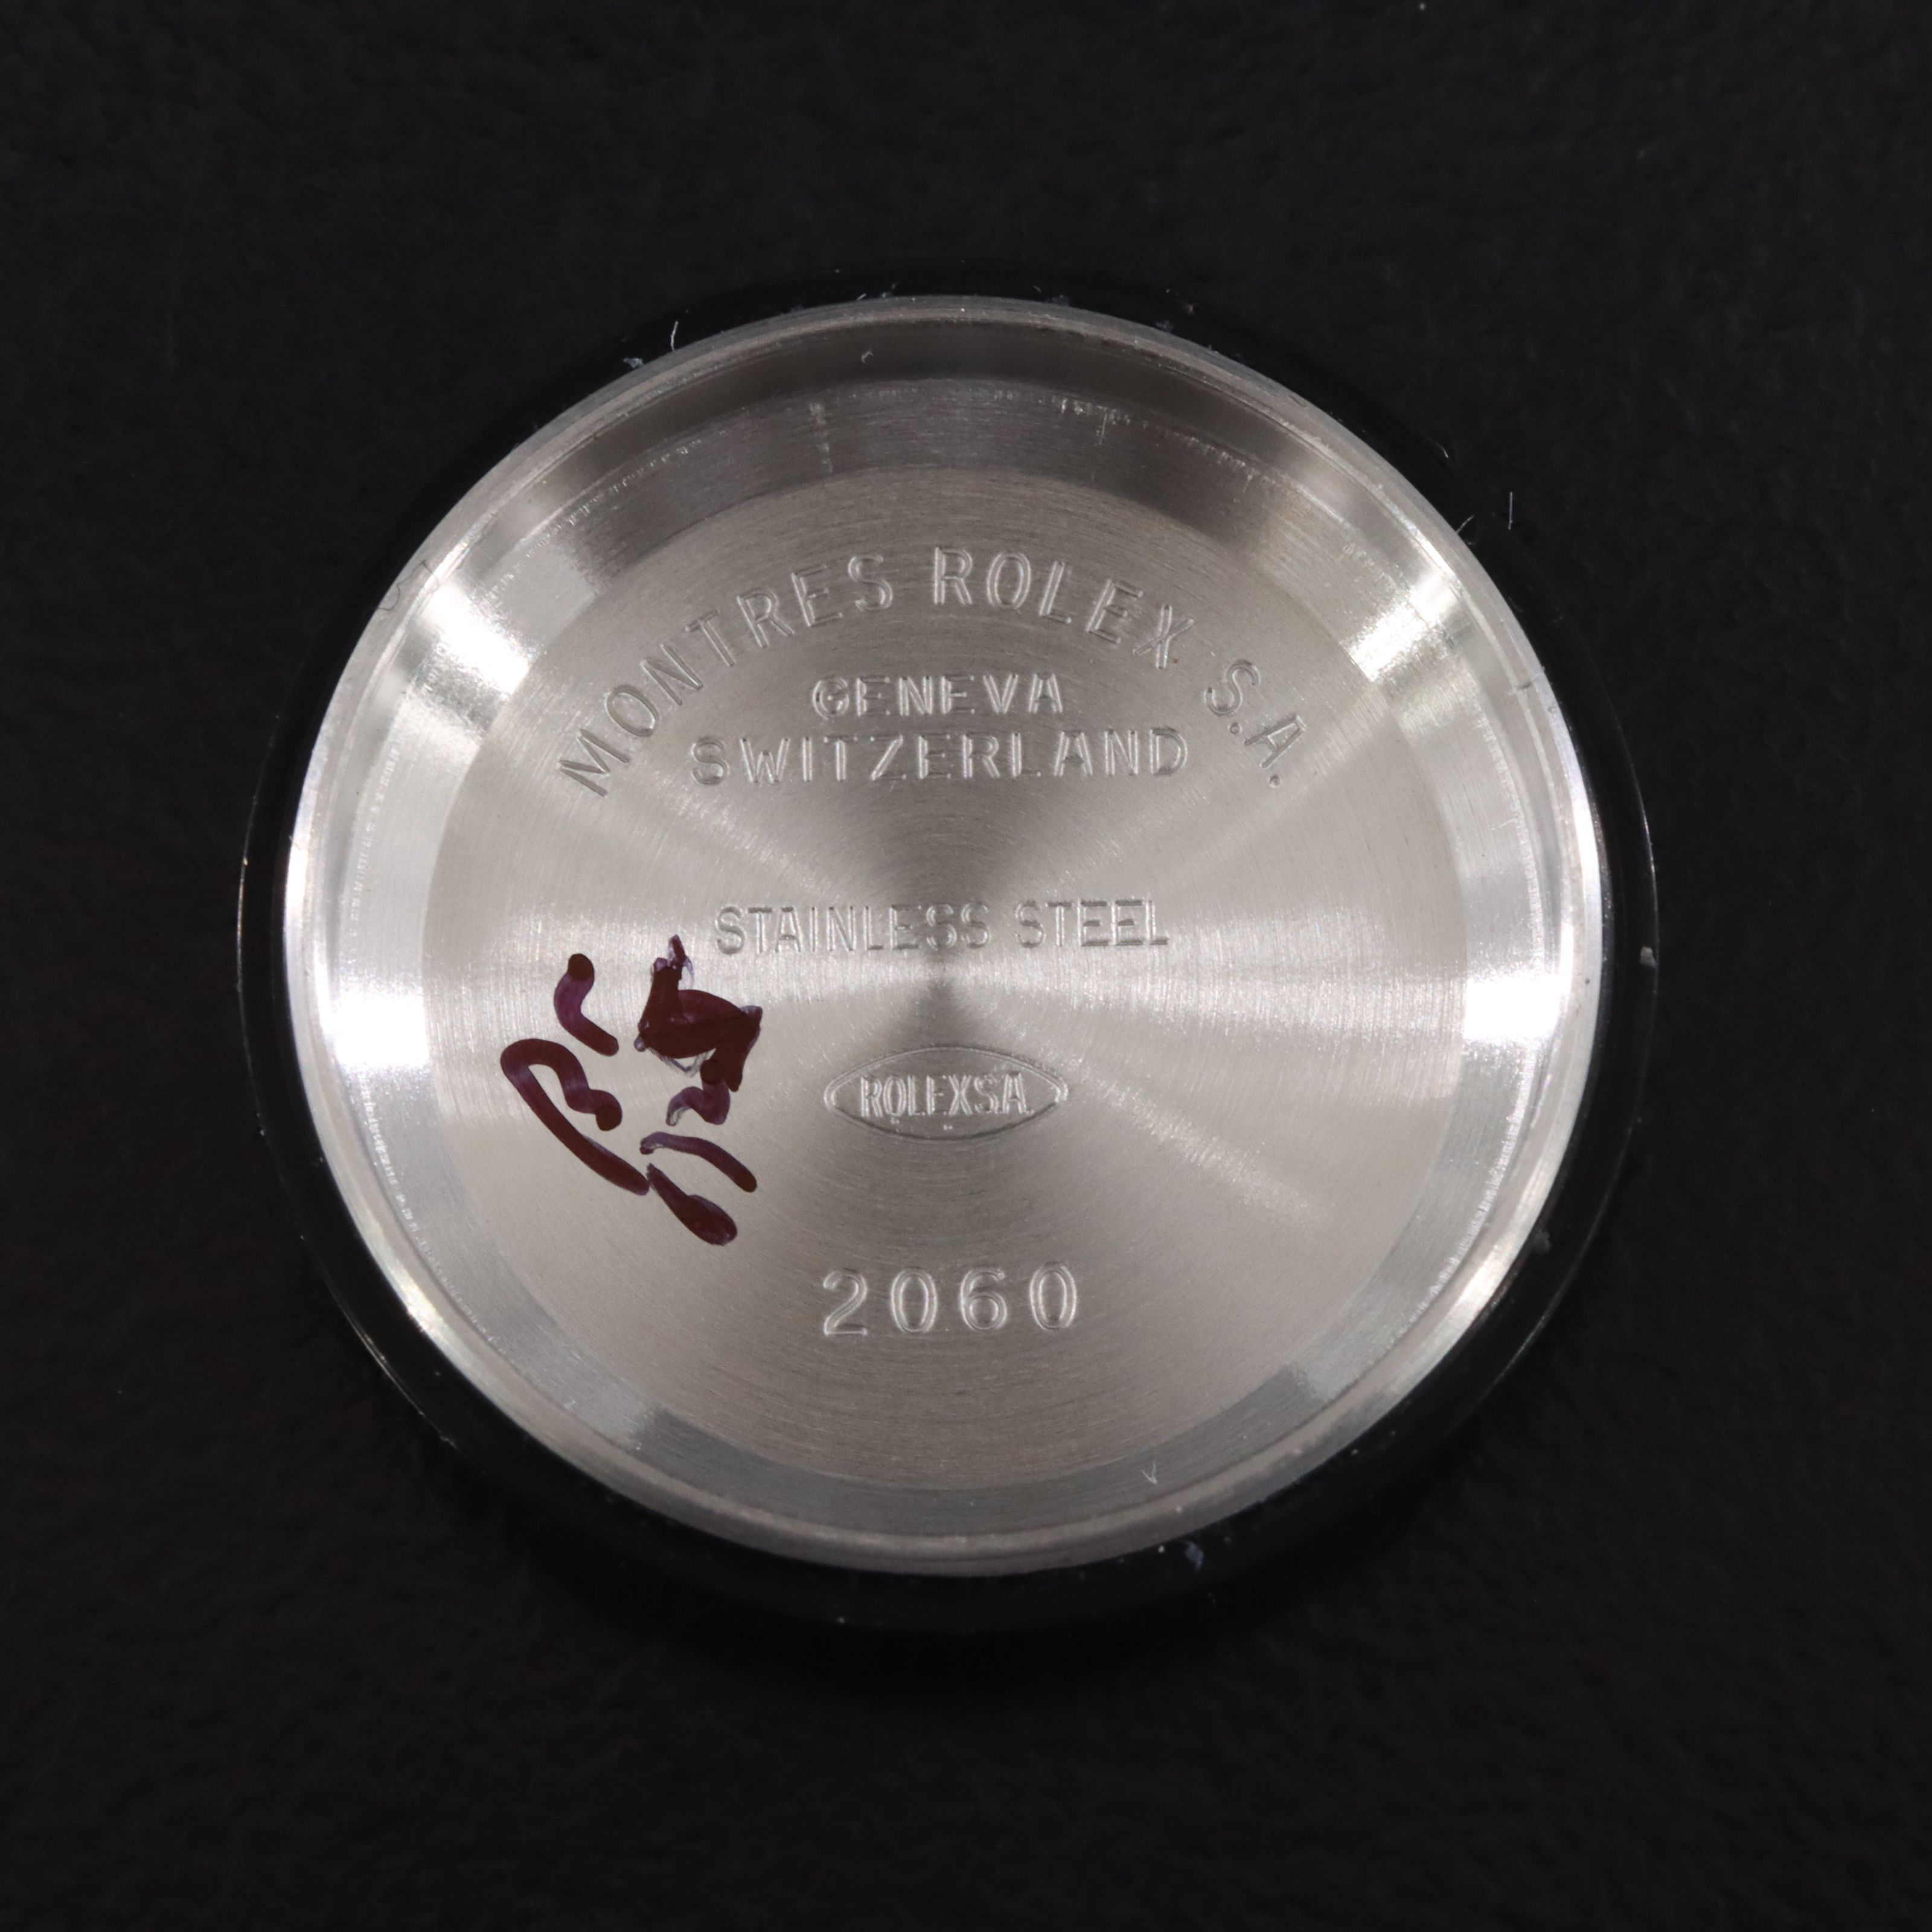 MONTRES ROLEX S.A.
GENEVA
SWITZERLAND
STAINLESS STEEL
ROLEXSA
2060